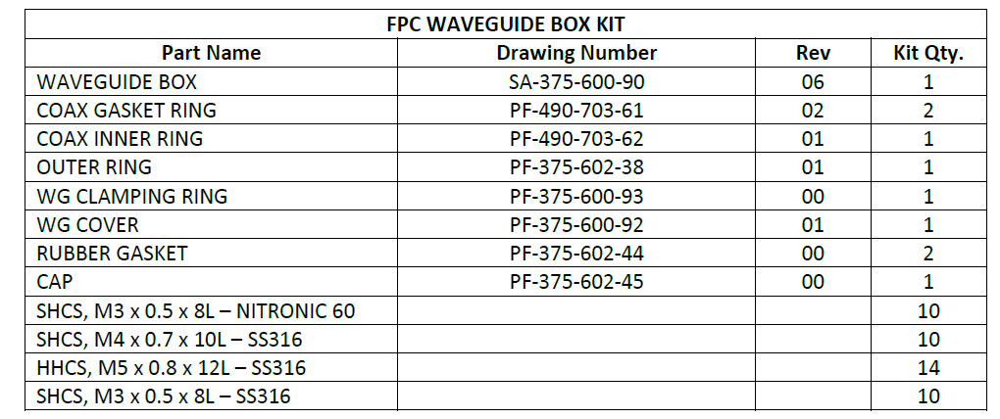 FPC WAVEGUIDE BOX KIT
Part Name Drawing Number Rev Kit Qty.
WAVEGUIDE BOX SA-375-600-90 06 1
COAX GASKET RING PF-490-703-61 02 2
COAX INNER RING PF-490-703-62 01 1
OUTER RING PF-375-602-38 01 1
WG CLAMPING RING PF-375-600-93 00 1
WG COVER PF-375-600-92 01 1
RUBBER GASKET PF-375-602-44 00 2
CAP PF-375-602-45 00 1
SHCS, M3 x 0.5 x 8L – NITRONIC 60 10
SHCS, M4 x 0.7 x 10L – SS316 10
HHCS, M5 x 0.8 x 12L – SS316 14
SHCS, M3 x 0.5 x 8L – SS316 10